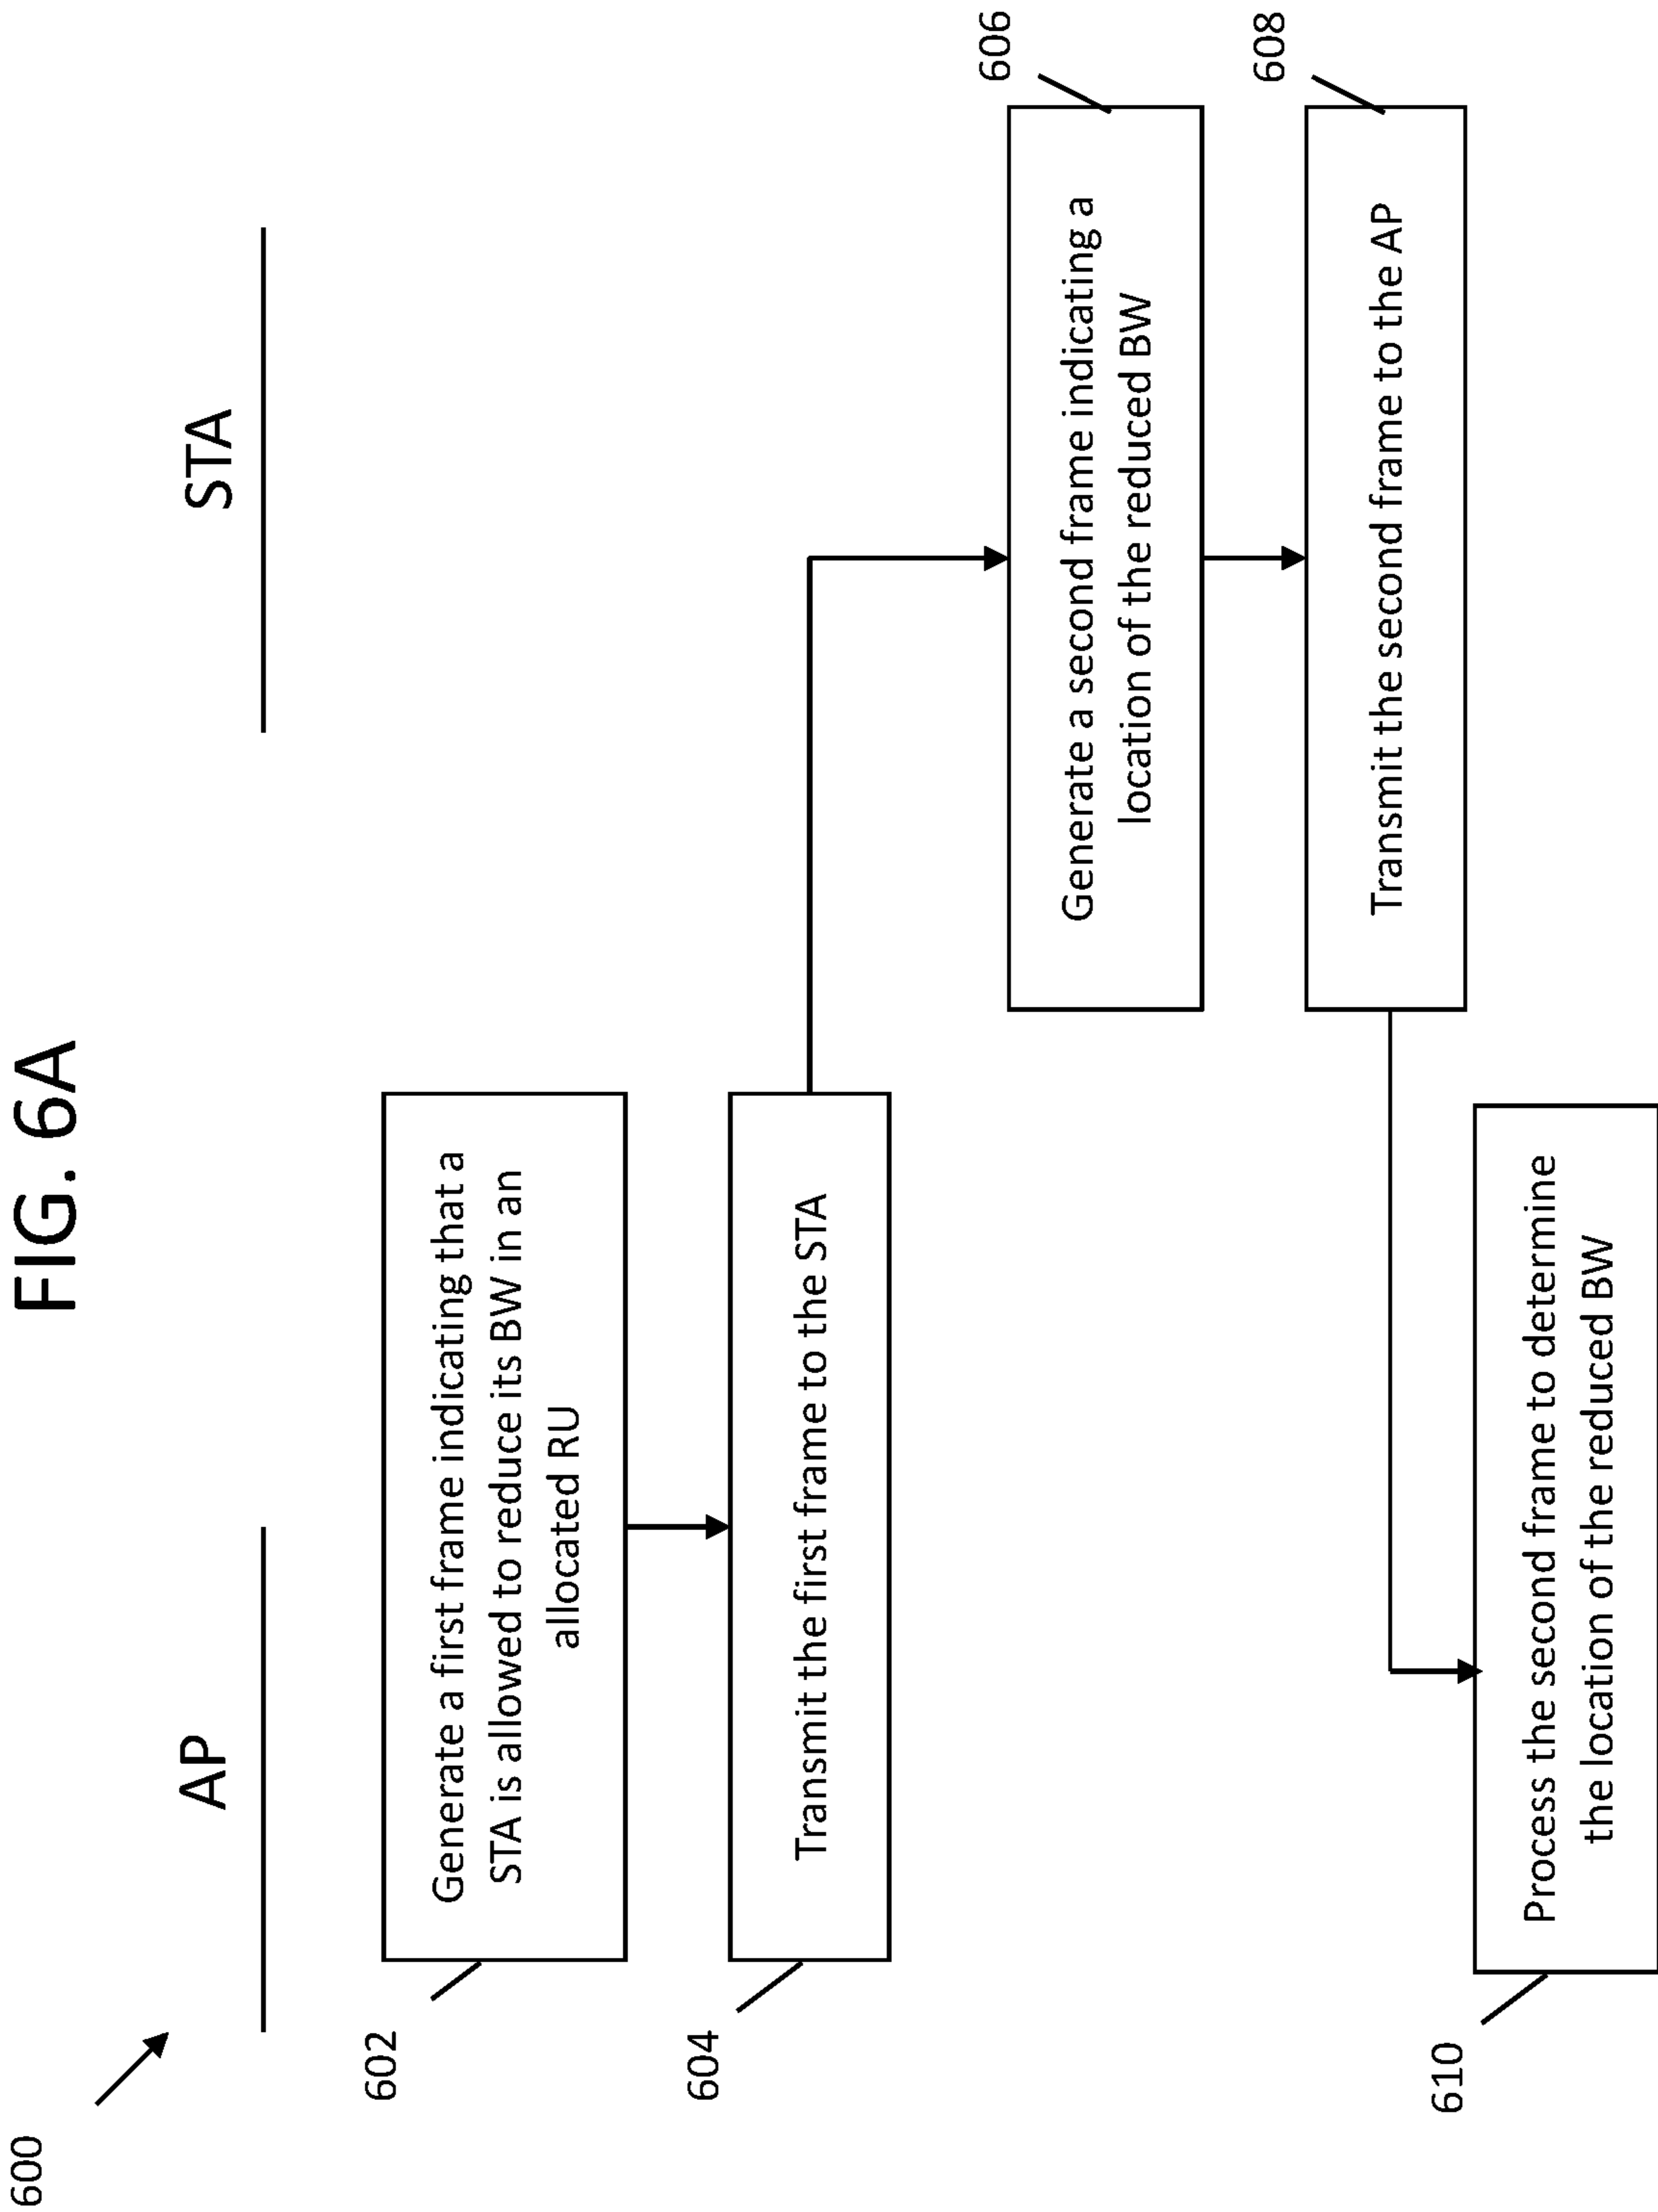 FIG. 6A
600
AP
STA
602
Generate a first frame indicating that a
STA is allowed to reduce its BW in an
allocated RU
604
Transmit the first frame to the STA
606
Generate a second frame indicating a
location of the reduced BW
608
Transmit the second frame to the AP
610
Process the second frame to determine
the location of the reduced BW